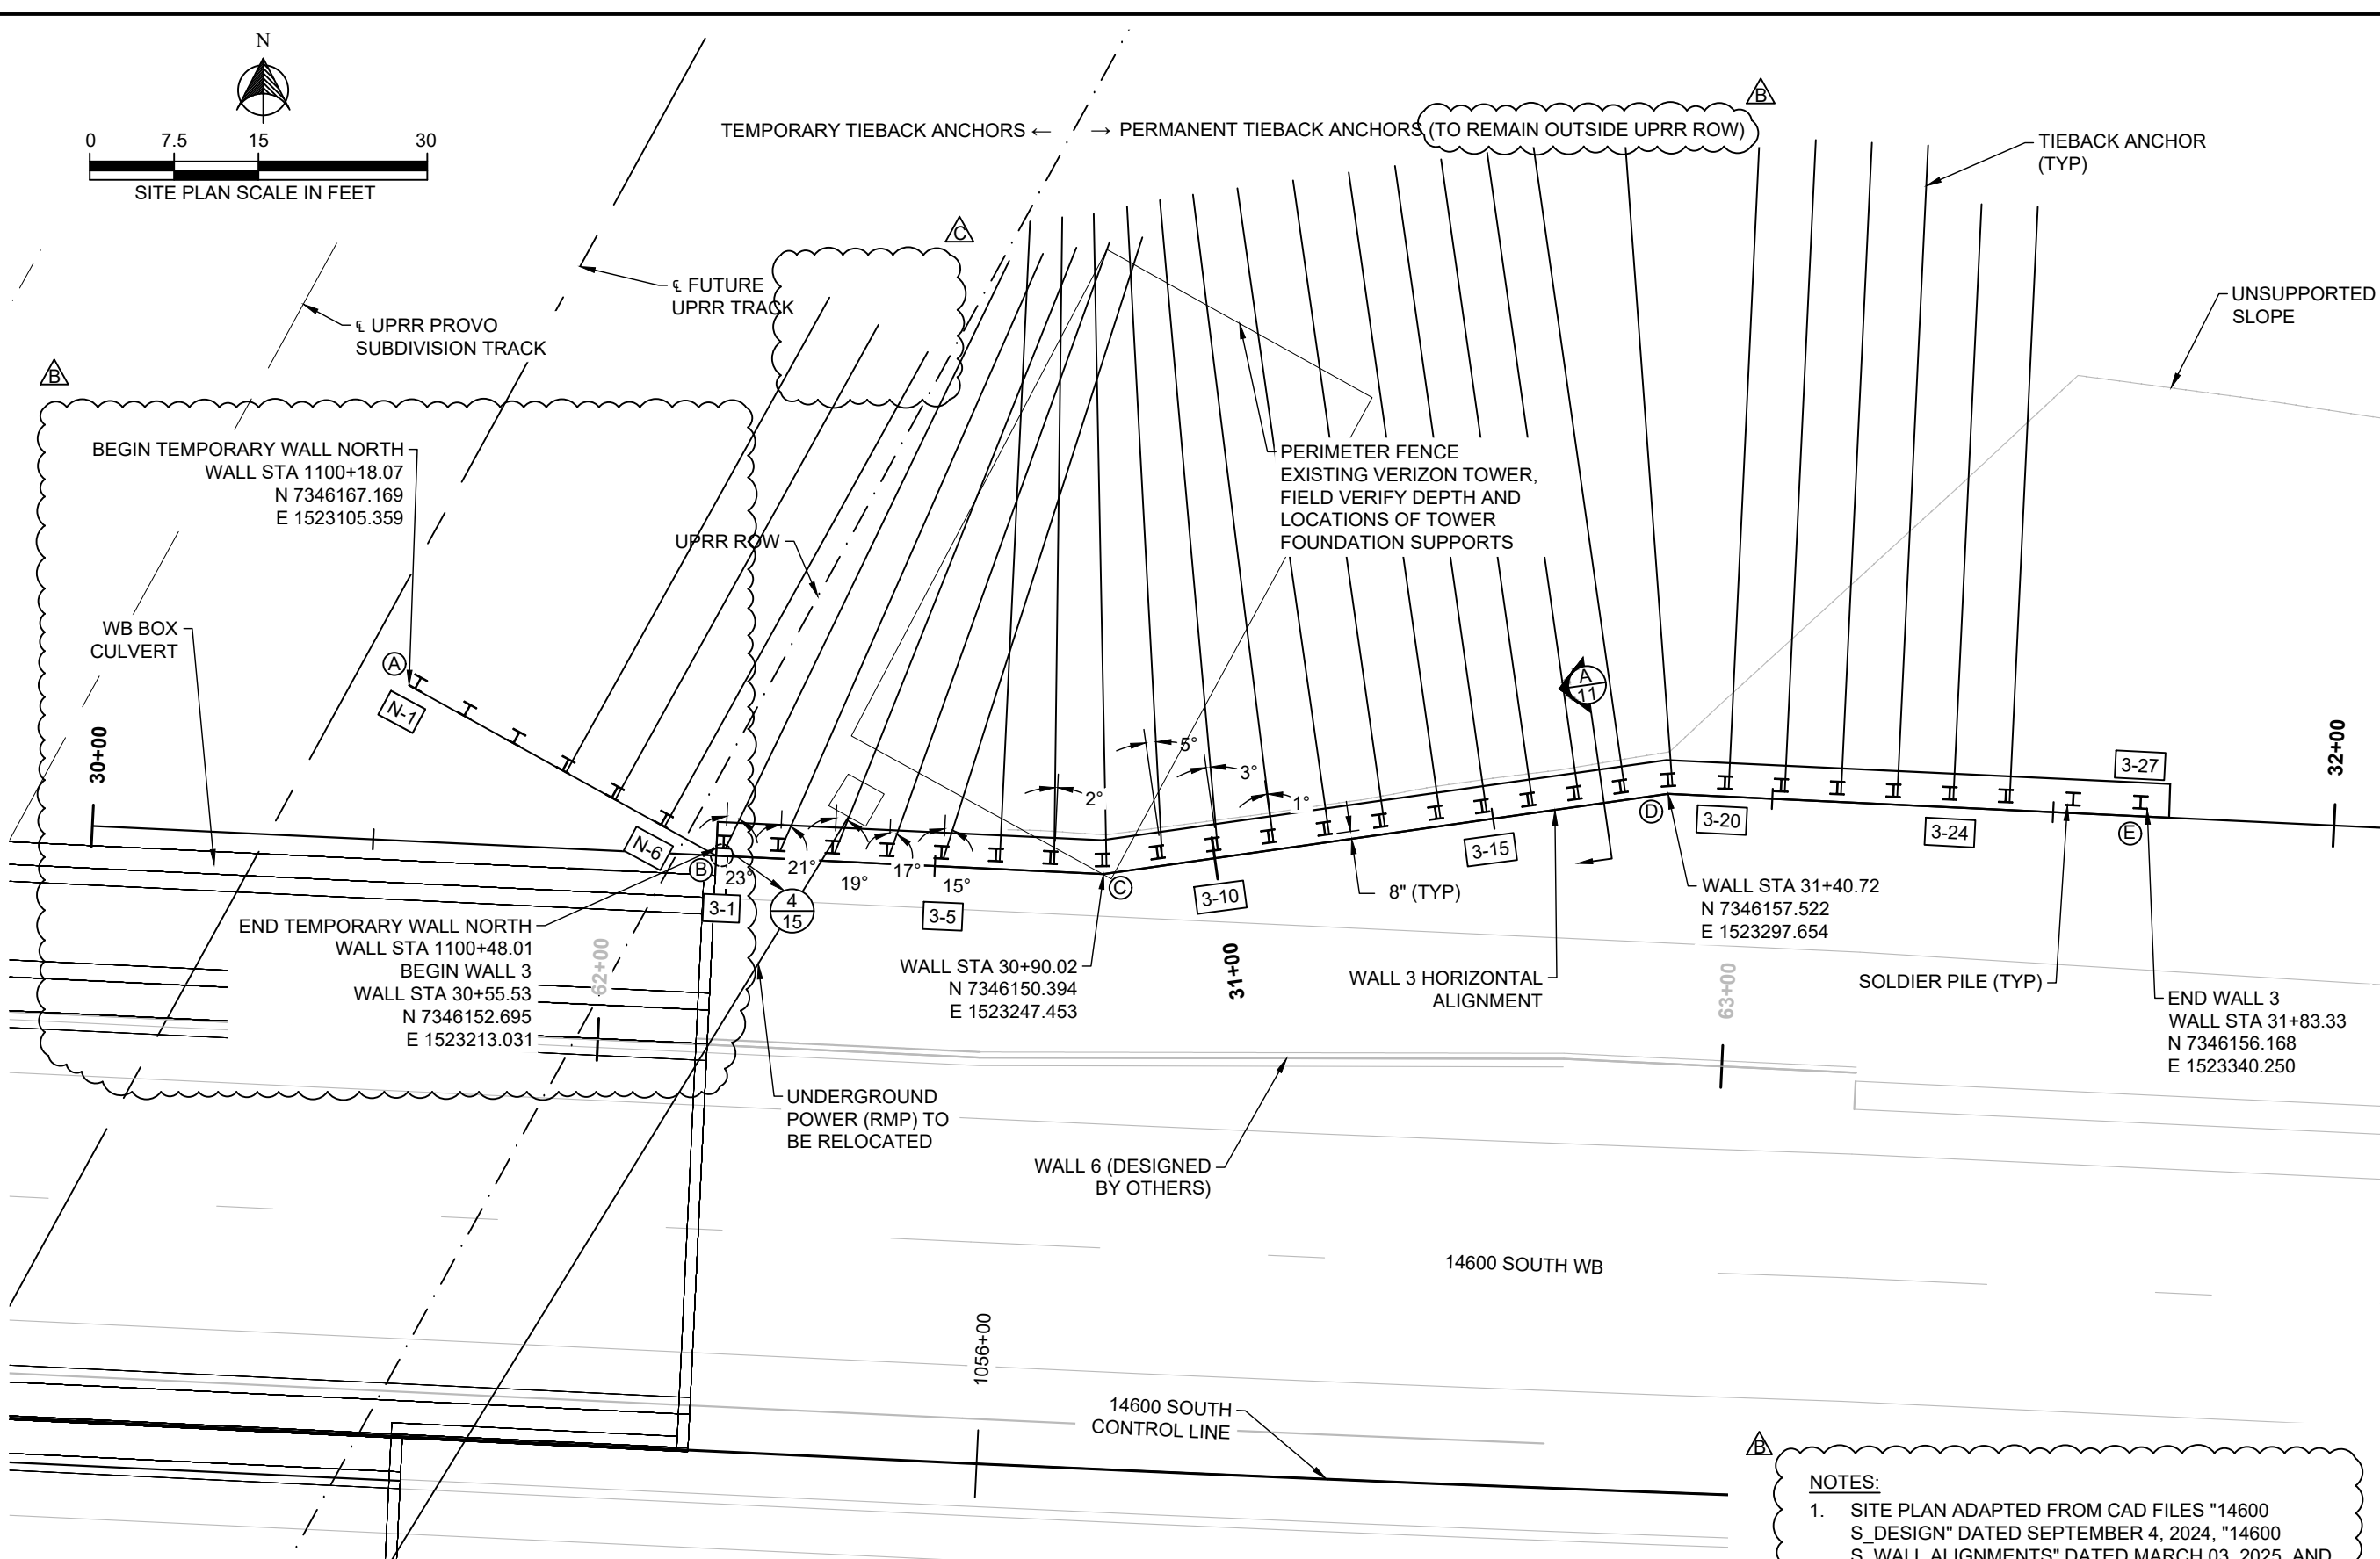 N
0 7.5 15 30
SITE PLAN SCALE IN FEET
TEMPORARY TIEBACK ANCHORS ← → PERMANENT TIEBACK ANCHORS (TO REMAIN OUTSIDE UPRR ROW)
B
TIEBACK ANCHOR
(TYP)
C
℄ FUTURE
UPRR TRACK
℄ UPRR PROVO
SUBDIVISION TRACK
UNSUPPORTED
SLOPE
B
BEGIN TEMPORARY WALL NORTH
WALL STA 1100+18.07
N 7346167.169
E 1523105.359
PERIMETER FENCE
EXISTING VERIZON TOWER,
FIELD VERIFY DEPTH AND
LOCATIONS OF TOWER
FOUNDATION SUPPORTS
UPRR ROW
WB BOX
CULVERT
A
N-1
A
11
30+00
32+00
5°
3°
2°
1°
3-27
N-6
B
23°
21°
19°
17°
15°
3-1
4
15
3-5
C
3-10
8" (TYP)
3-15
D
3-20
3-24
E
END TEMPORARY WALL NORTH
WALL STA 1100+48.01
BEGIN WALL 3
WALL STA 30+55.53
N 7346152.695
E 1523213.031
62+00
WALL STA 30+90.02
N 7346150.394
E 1523247.453
31+00
WALL 3 HORIZONTAL
ALIGNMENT
WALL STA 31+40.72
N 7346157.522
E 1523297.654
63+00
SOLDIER PILE (TYP)
END WALL 3
WALL STA 31+83.33
N 7346156.168
E 1523340.250
UNDERGROUND
POWER (RMP) TO
BE RELOCATED
WALL 6 (DESIGNED
BY OTHERS)
14600 SOUTH WB
1056+00
14600 SOUTH
CONTROL LINE
B
NOTES:
1. SITE PLAN ADAPTED FROM CAD FILES "14600
S_DESIGN" DATED SEPTEMBER 4, 2024, "14600
S_WALL ALIGNMENTS" DATED MARCH 03, 2025, AND